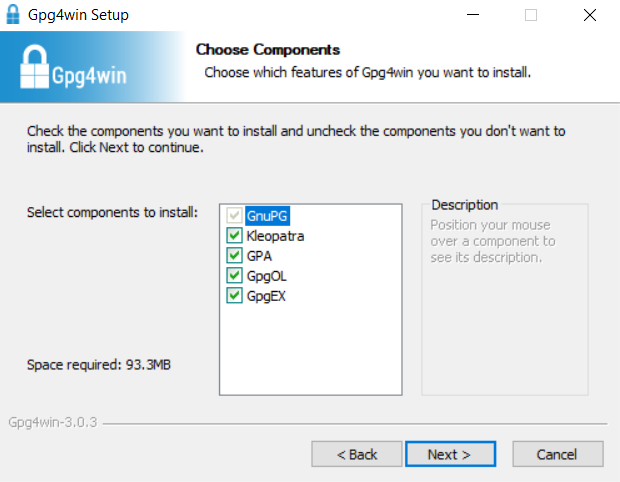 Gpg4win Setup
Gpg4win
Choose Components
Choose which features of Gpg4win you want to install.
Check the components you want to install and uncheck the components you don't want to
install. Click Next to continue.
Select components to install:
GnuPG
Kleopatra
GPA
GpgOL
GpgEX
Description
Position your mouse
over a component to
see its description.
Space required: 93.3MB
Gpg4win-3.0.3
< Back
Next >
Cancel